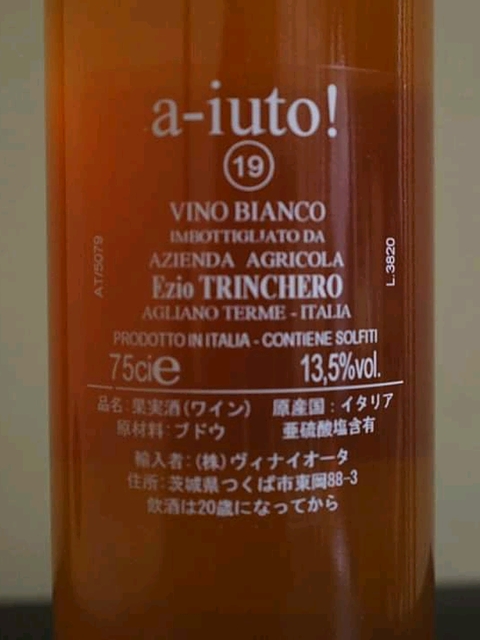 a-iuto!
19
VINO BIANCO
IMBOTTIGLIATO DA
AZIENDA AGRICOLA
Ezio TRINCHERO
AGLIANO TERME - ITALIA
PRODOTTO IN ITALIA - CONTIENE SOLFITI
75cl e 13,5%vol.
AT/5079
L.3820
品名:果実酒(ワイン) 原産国:イタリア
原材料:ブドウ 亜硫酸塩含有
輸入者:(株)ヴィナイオータ
住所:茨城県つくば市東岡88-3
飲酒は20歳になってから